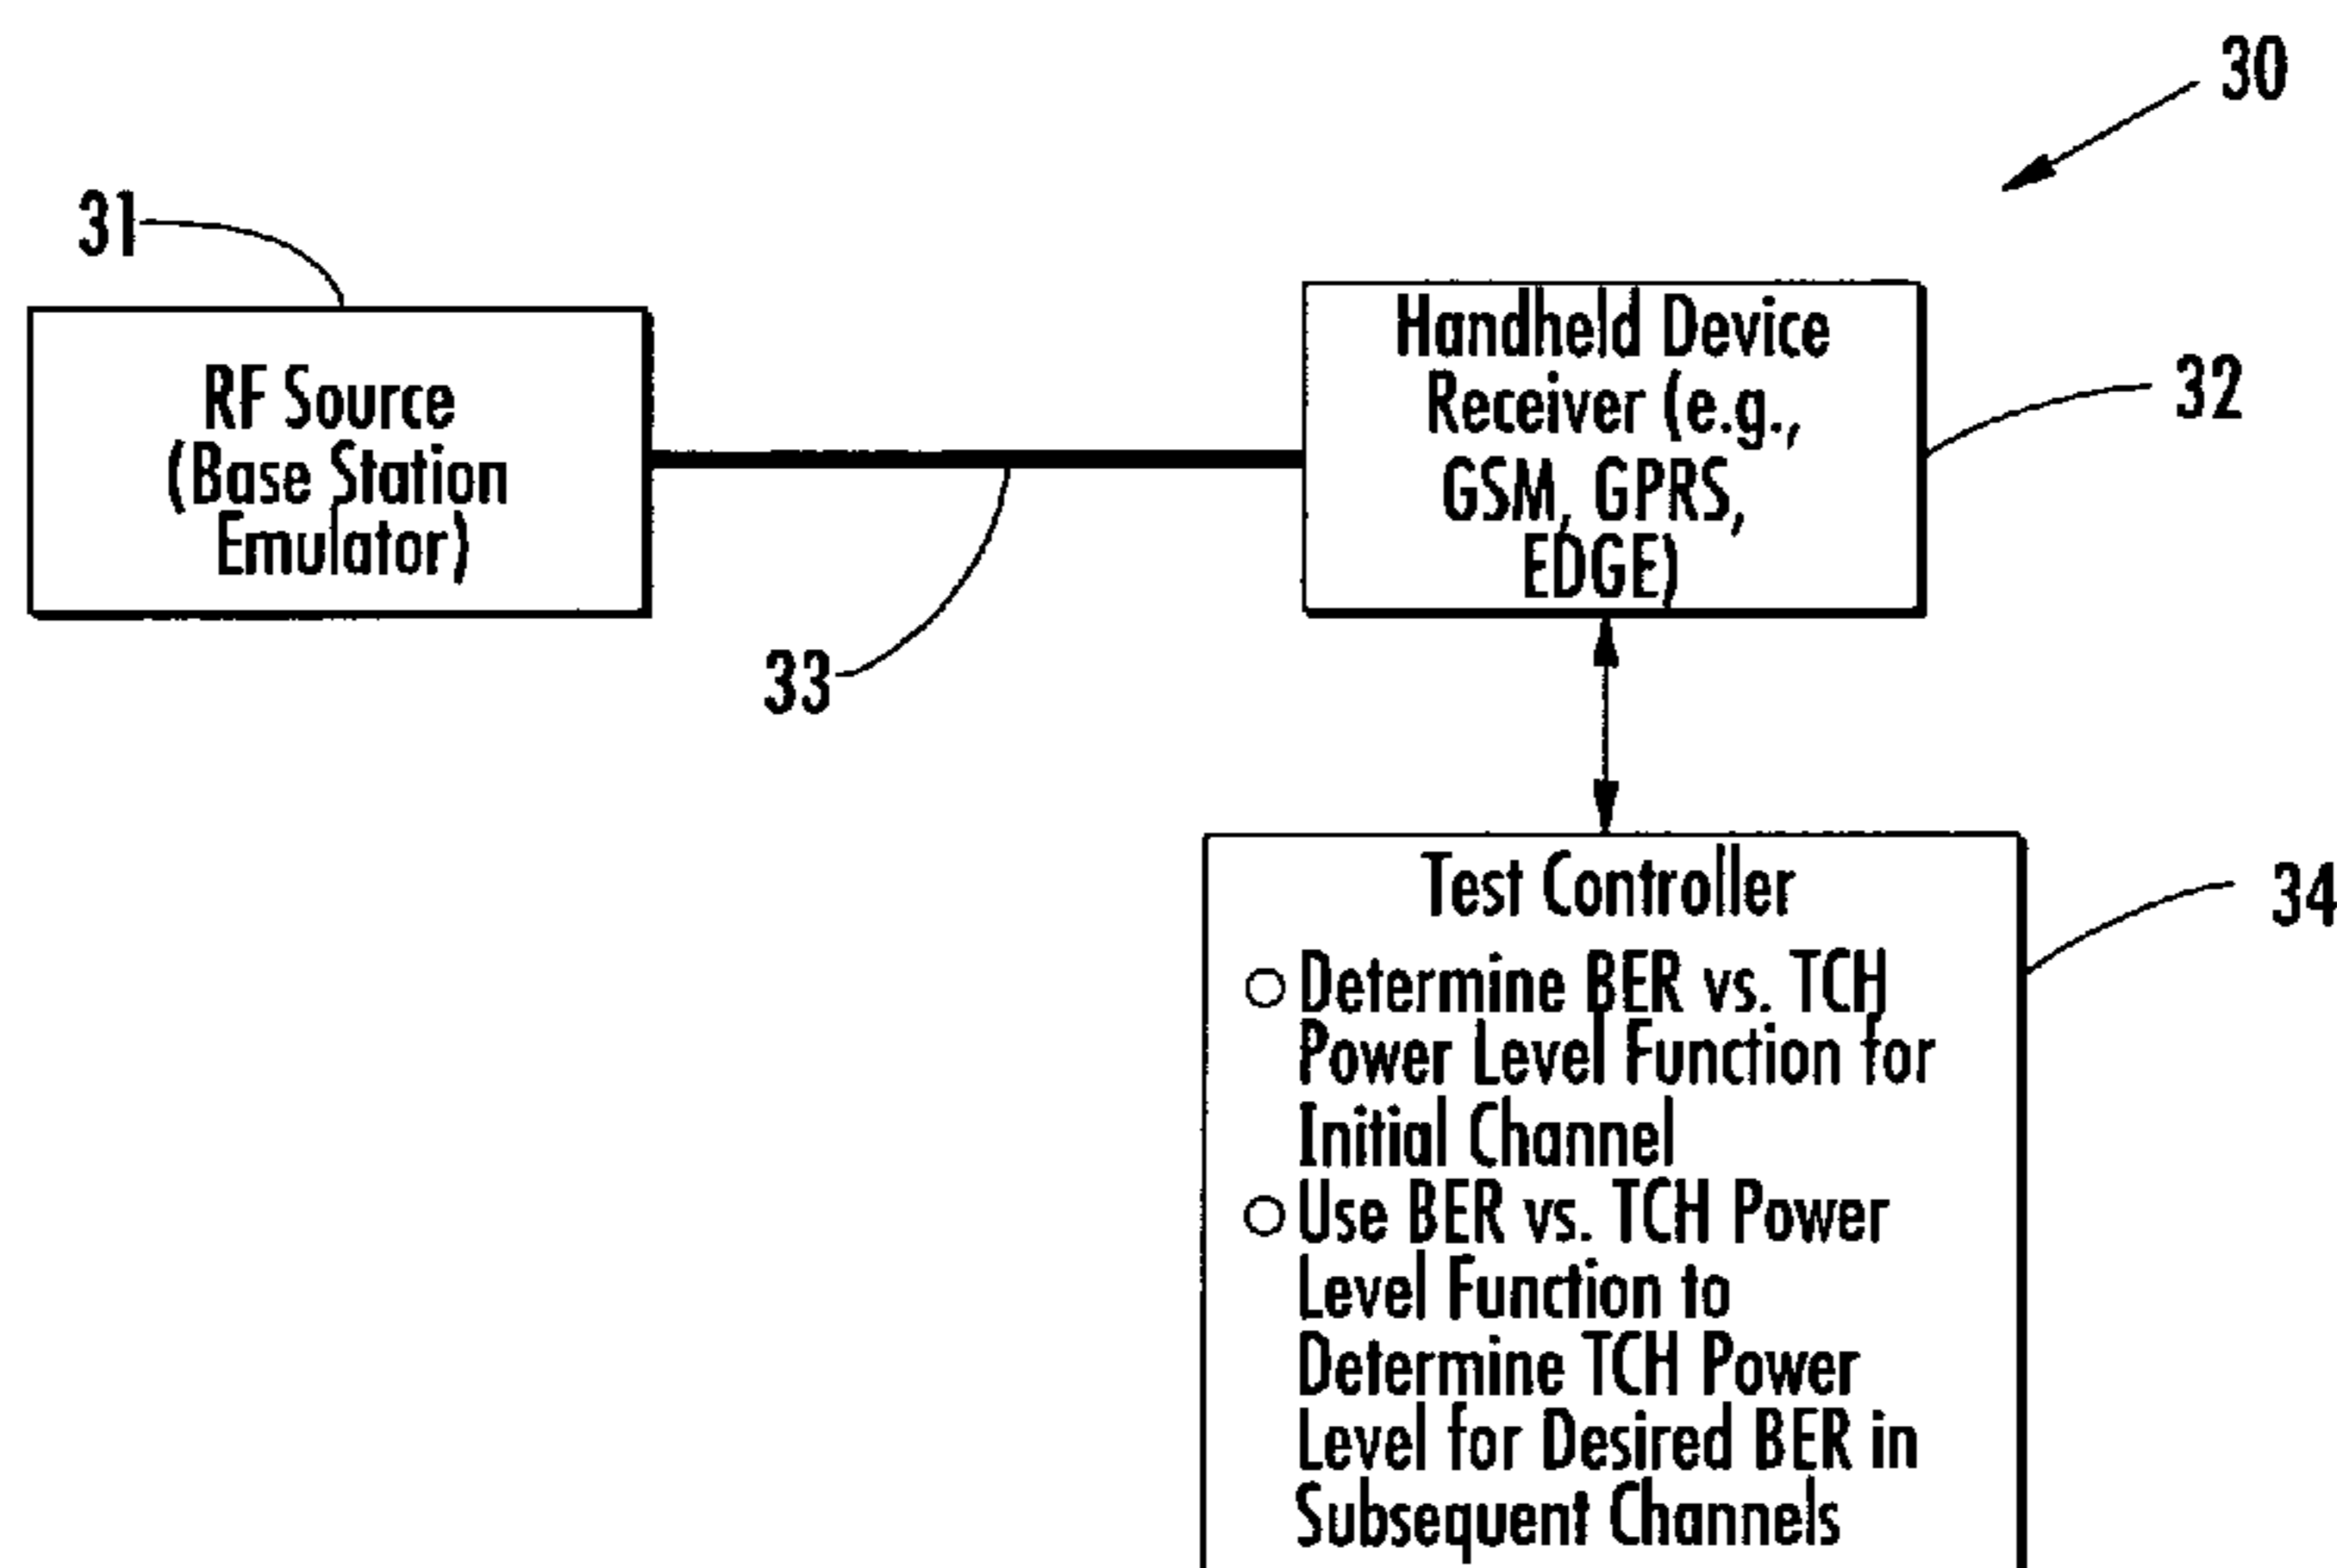 30
31
RF Source
(Base Station
Emulator)
Handheld Device
Receiver (e.g.,
GSM, GPRS,
EDGE)
32
33
Test Controller
34
○ Determine BER vs. TCH
Power Level Function for
Initial Channel
○ Use BER vs. TCH Power
Level Function to
Determine TCH Power
Level for Desired BER in
Subsequent Channels